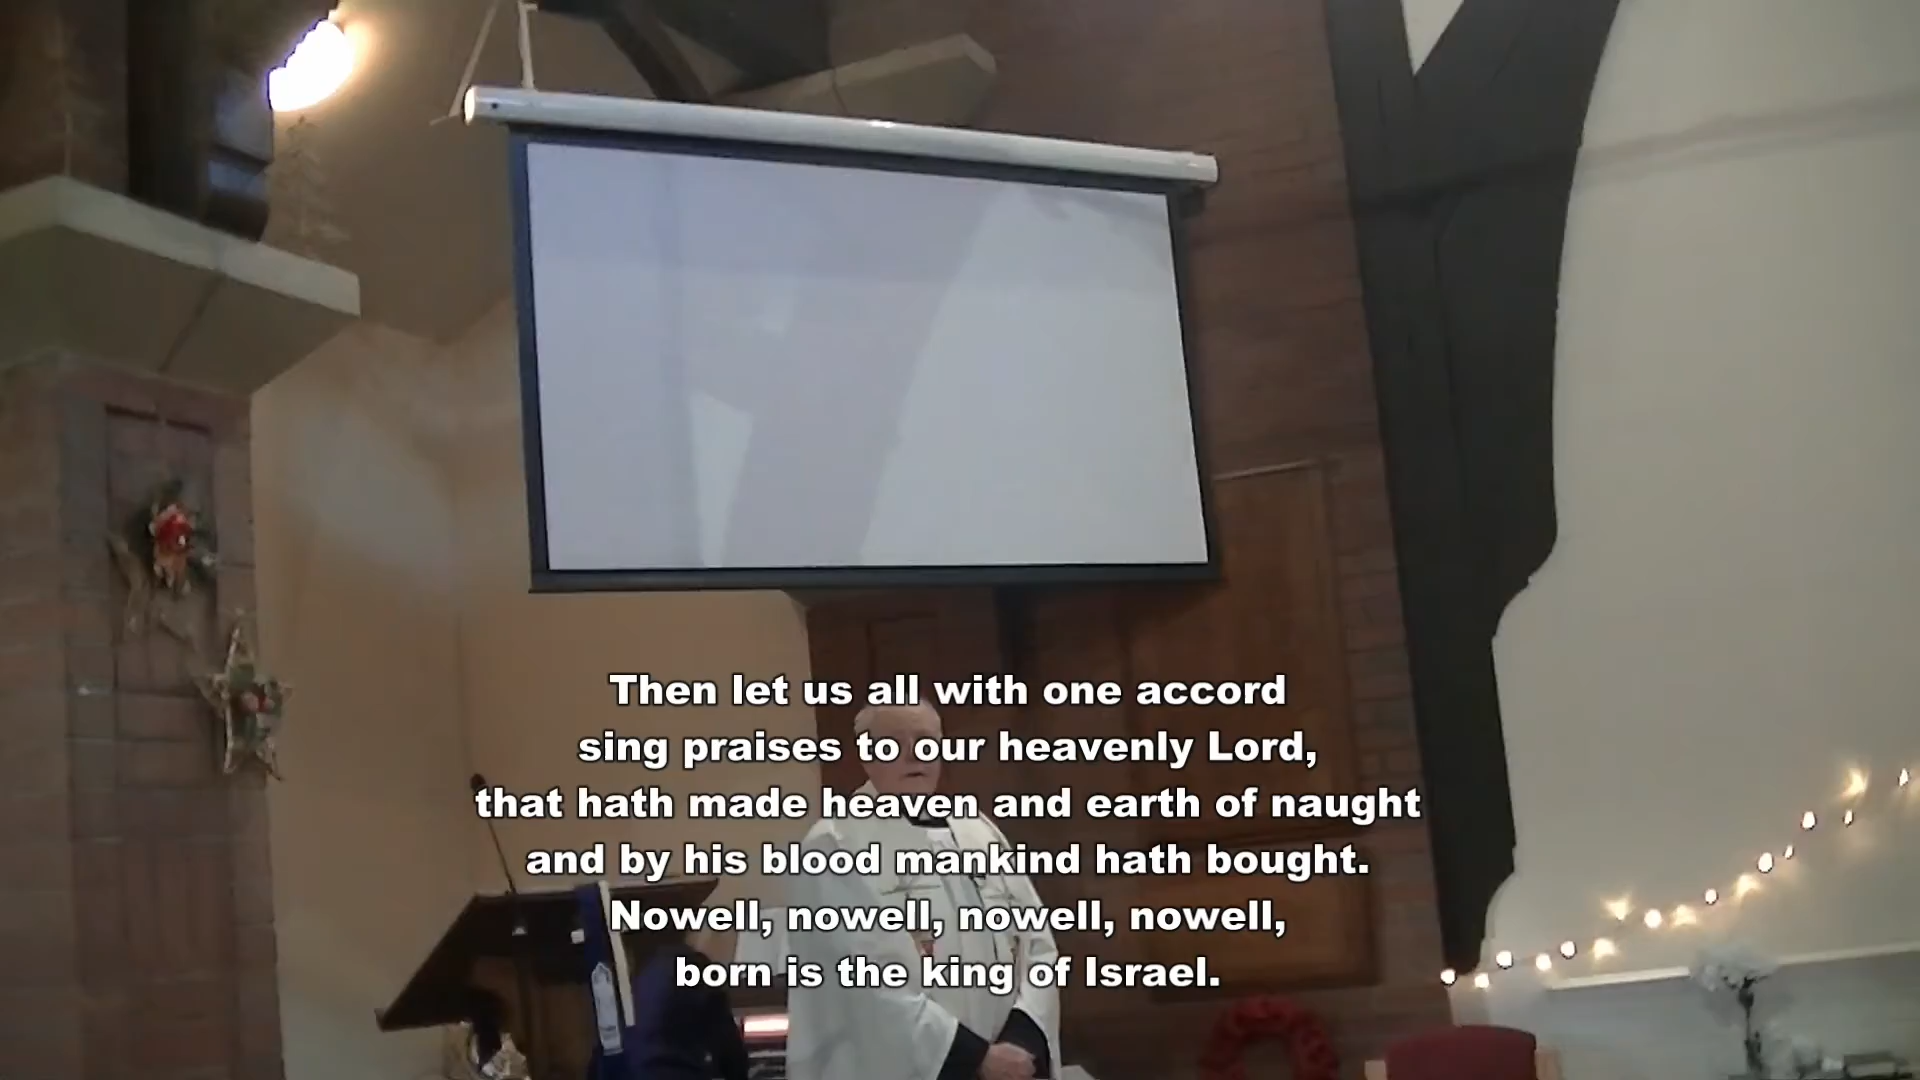 Then let us all with one accord
sing praises to our heavenly Lord,
that hath made heaven and earth of naught
and by his blood mankind hath bought.
Nowell, nowell, nowell, nowell,
born is the king of Israel.